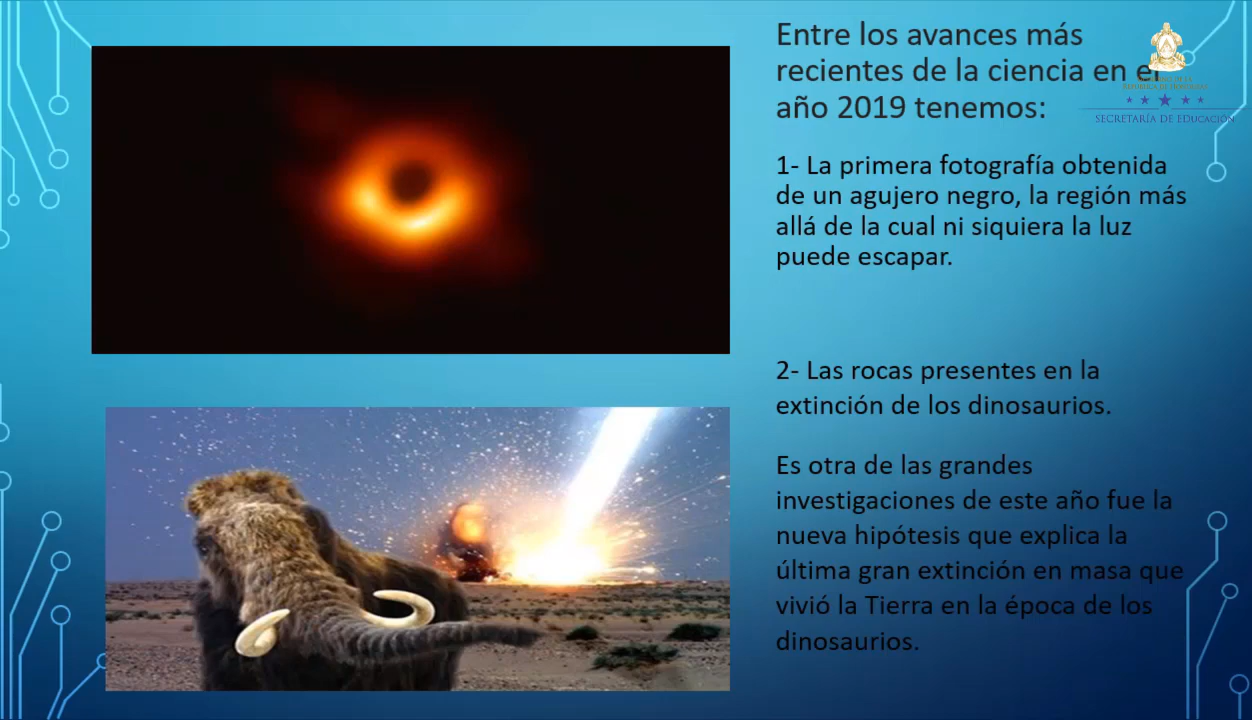 Entre los avances más
recientes de la ciencia en el
año 2019 tenemos:
REPÚBLICA DE HONDURAS
SECRETARÍA DE EDUCACIÓN
1- La primera fotografía obtenida
de un agujero negro, la región más
allá de la cual ni siquiera la luz
puede escapar.
2- Las rocas presentes en la
extinción de los dinosaurios.
Es otra de las grandes
investigaciones de este año fue la
nueva hipótesis que explica la
última gran extinción en masa que
vivió la Tierra en la época de los
dinosaurios.